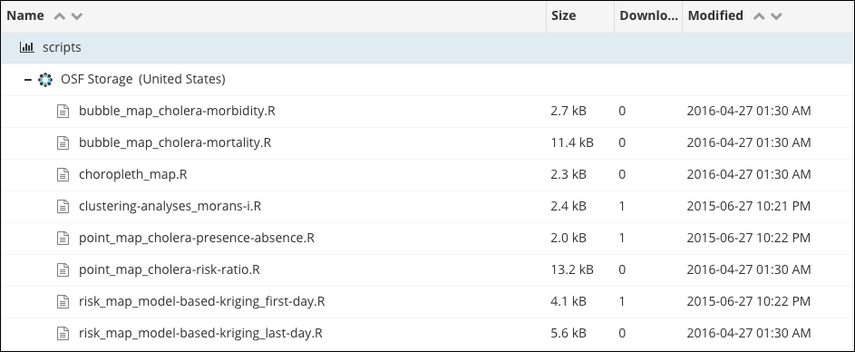 Name Size Downlo... Modified
scripts
OSF Storage (United States)
bubble_map_cholera-morbidity.R 2.7 kB 0 2016-04-27 01:30 AM
bubble_map_cholera-mortality.R 11.4 kB 0 2016-04-27 01:30 AM
choropleth_map.R 2.3 kB 0 2016-04-27 01:30 AM
clustering-analyses_morans-i.R 2.4 kB 1 2015-06-27 10:21 PM
point_map_cholera-presence-absence.R 2.0 kB 1 2015-06-27 10:22 PM
point_map_cholera-risk-ratio.R 13.2 kB 0 2016-04-27 01:30 AM
risk_map_model-based-kriging_first-day.R 4.1 kB 1 2015-06-27 10:22 PM
risk_map_model-based-kriging_last-day.R 5.6 kB 0 2016-04-27 01:30 AM